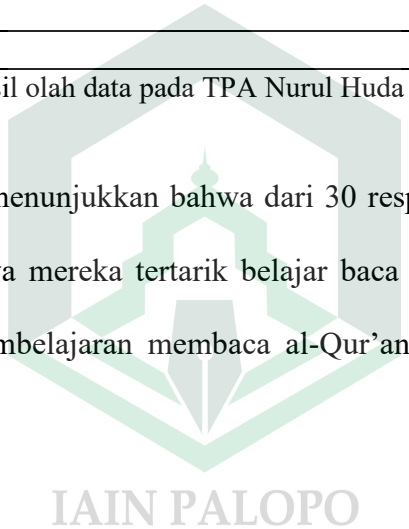 sil olah data pada TPA Nurul Huda
menunjukkan bahwa dari 30 resp
a mereka tertarik belajar baca
mbelajaran membaca al-Qur’an
IAIN PALOPO